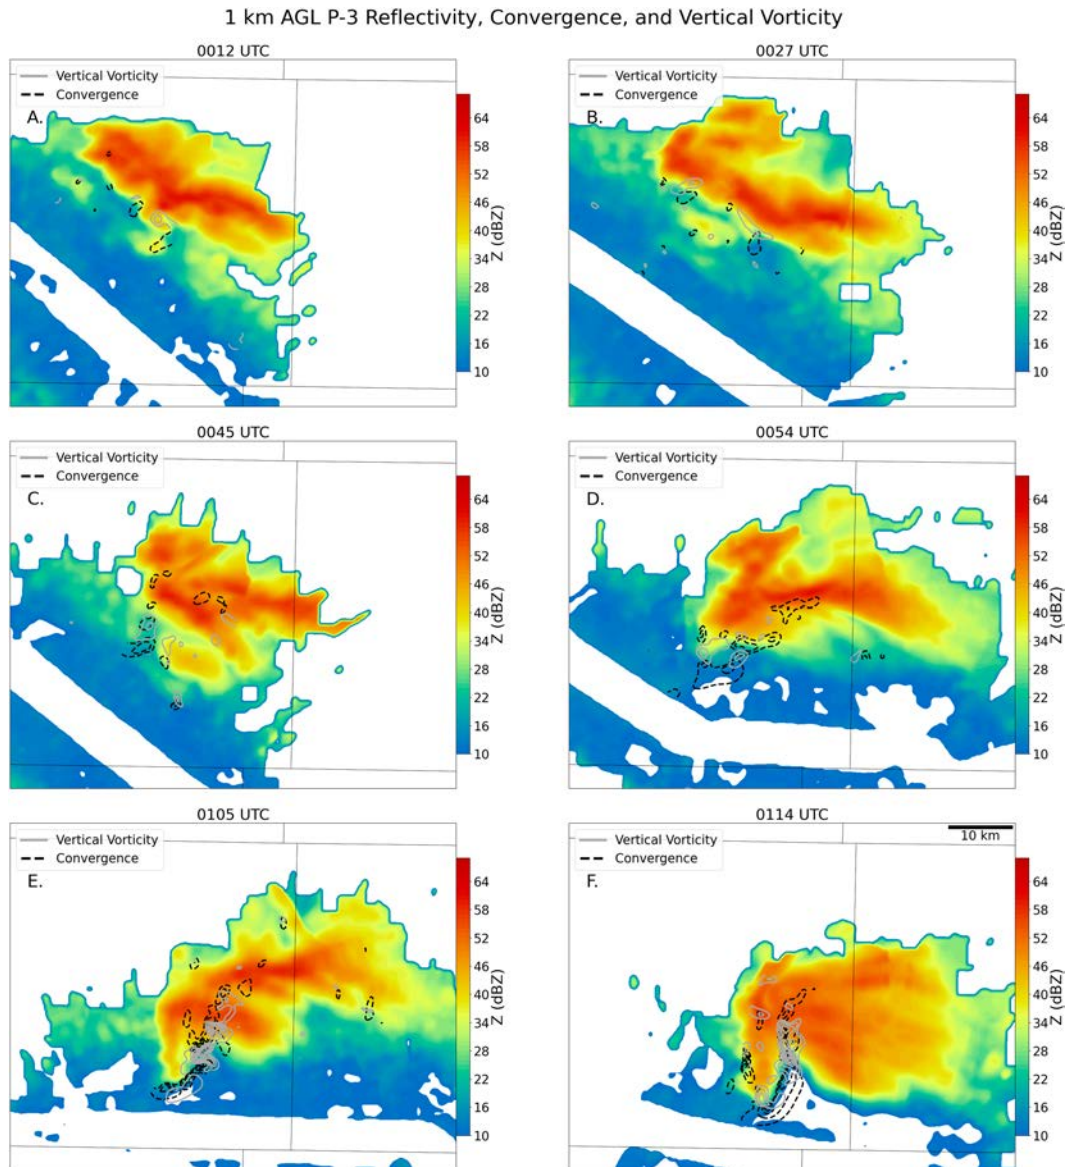 1 km AGL P-3 Reflectivity, Convergence, and Vertical Vorticity
0012 UTC
Vertical Vorticity
Convergence
A.
64
58
52
46
40
34
28
22
16
10
Z (dBZ)
0027 UTC
Vertical Vorticity
Convergence
B.
64
58
52
46
40
34
28
22
16
10
Z (dBZ)
0045 UTC
Vertical Vorticity
Convergence
C.
64
58
52
46
40
34
28
22
16
10
Z (dBZ)
0054 UTC
Vertical Vorticity
Convergence
D.
64
58
52
46
40
34
28
22
16
10
Z (dBZ)
0105 UTC
Vertical Vorticity
Convergence
E.
64
58
52
46
40
34
28
22
16
10
Z (dBZ)
0114 UTC
Vertical Vorticity
Convergence
10 km
F.
64
58
52
46
40
34
28
22
16
10
Z (dBZ)